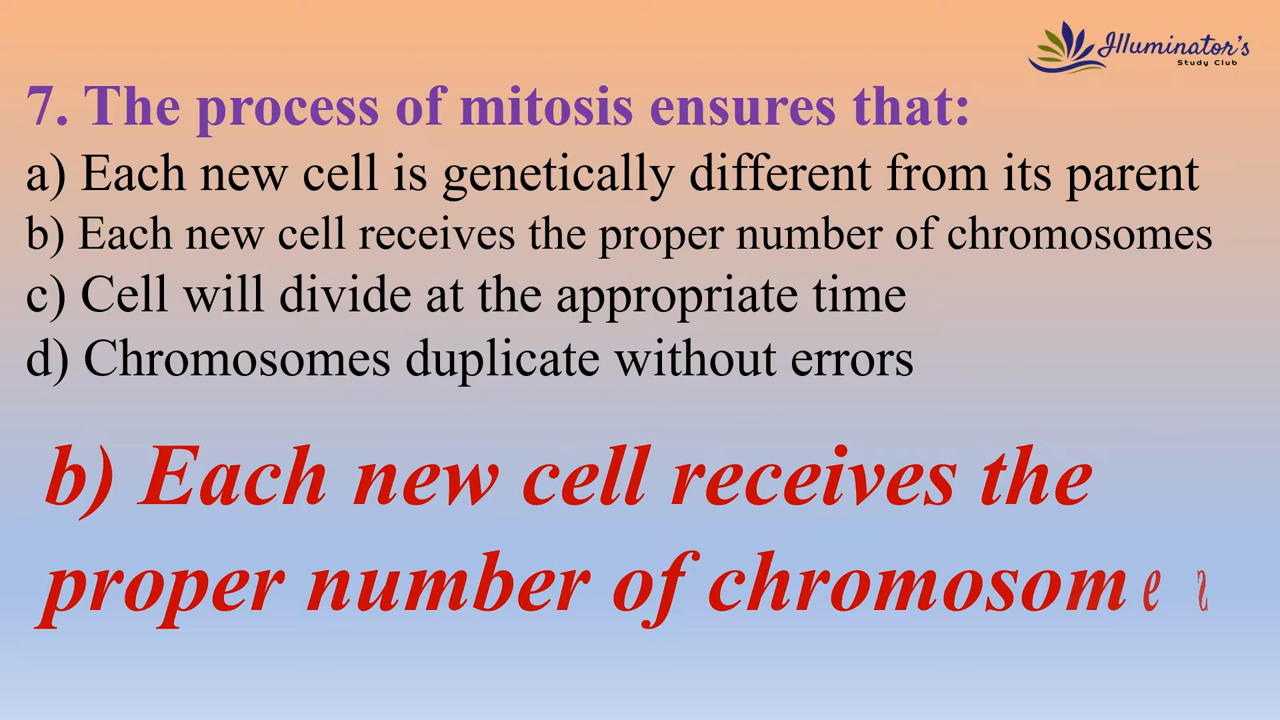 Illuminator's
Study Club
7. The process of mitosis ensures that:
a) Each new cell is genetically different from its parent
b) Each new cell receives the proper number of chromosomes
c) Cell will divide at the appropriate time
d) Chromosomes duplicate without errors
b) Each new cell receives the
proper number of chromosomes